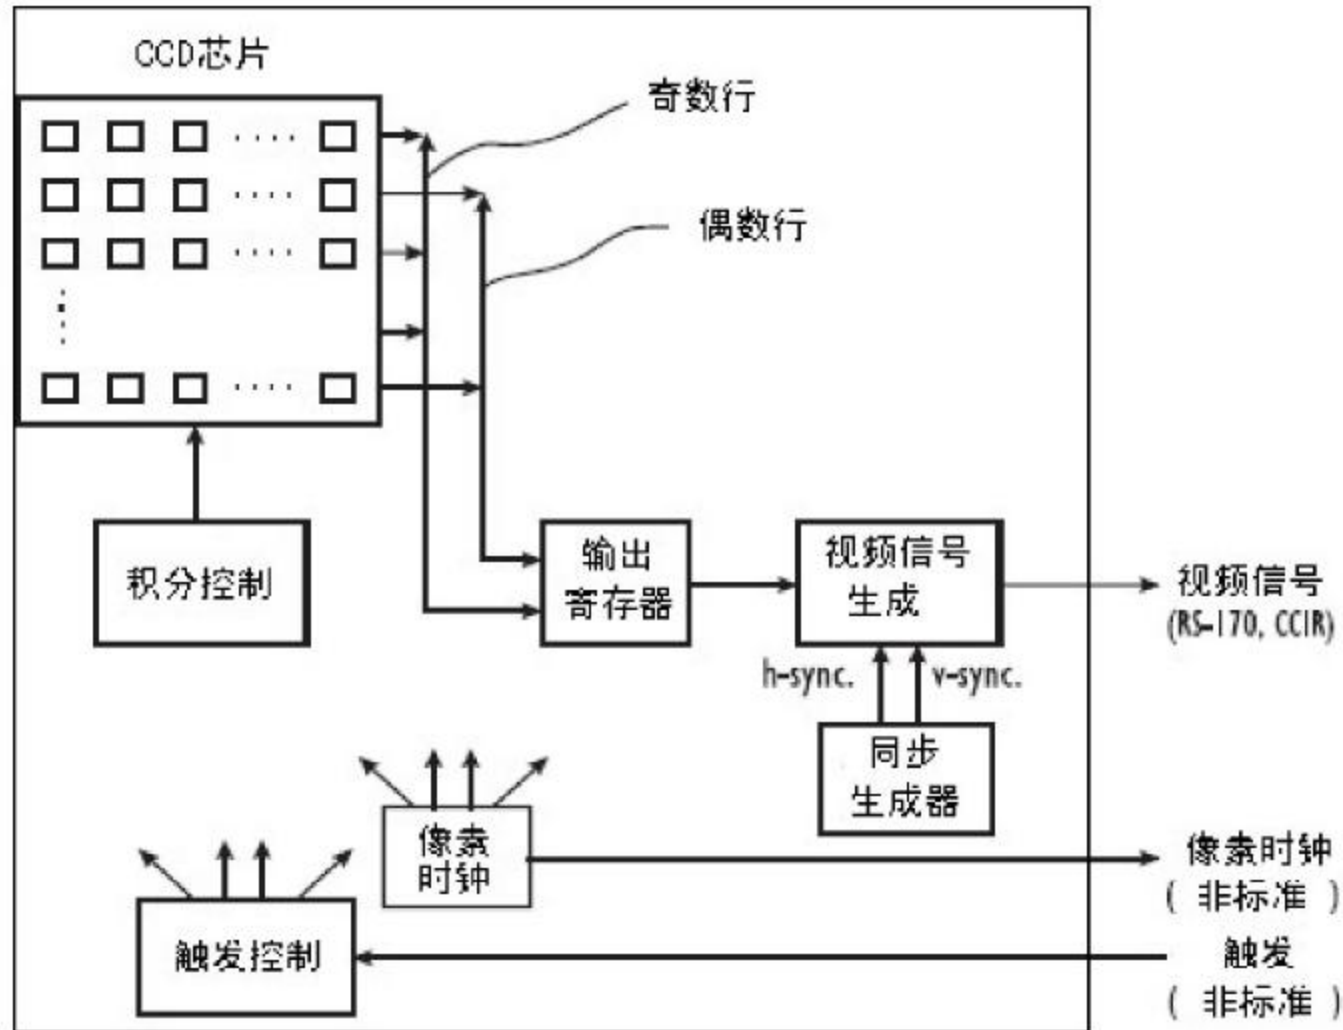 CCD芯片
奇数行
偶数行
积分控制
输出
寄存器
视频信号
生成
视频信号
(RS-170, CCIR)
h-sync.
v-sync.
同步
生成器
像素
时钟
像素时钟
( 非标准 )
触发控制
触发
( 非标准 )